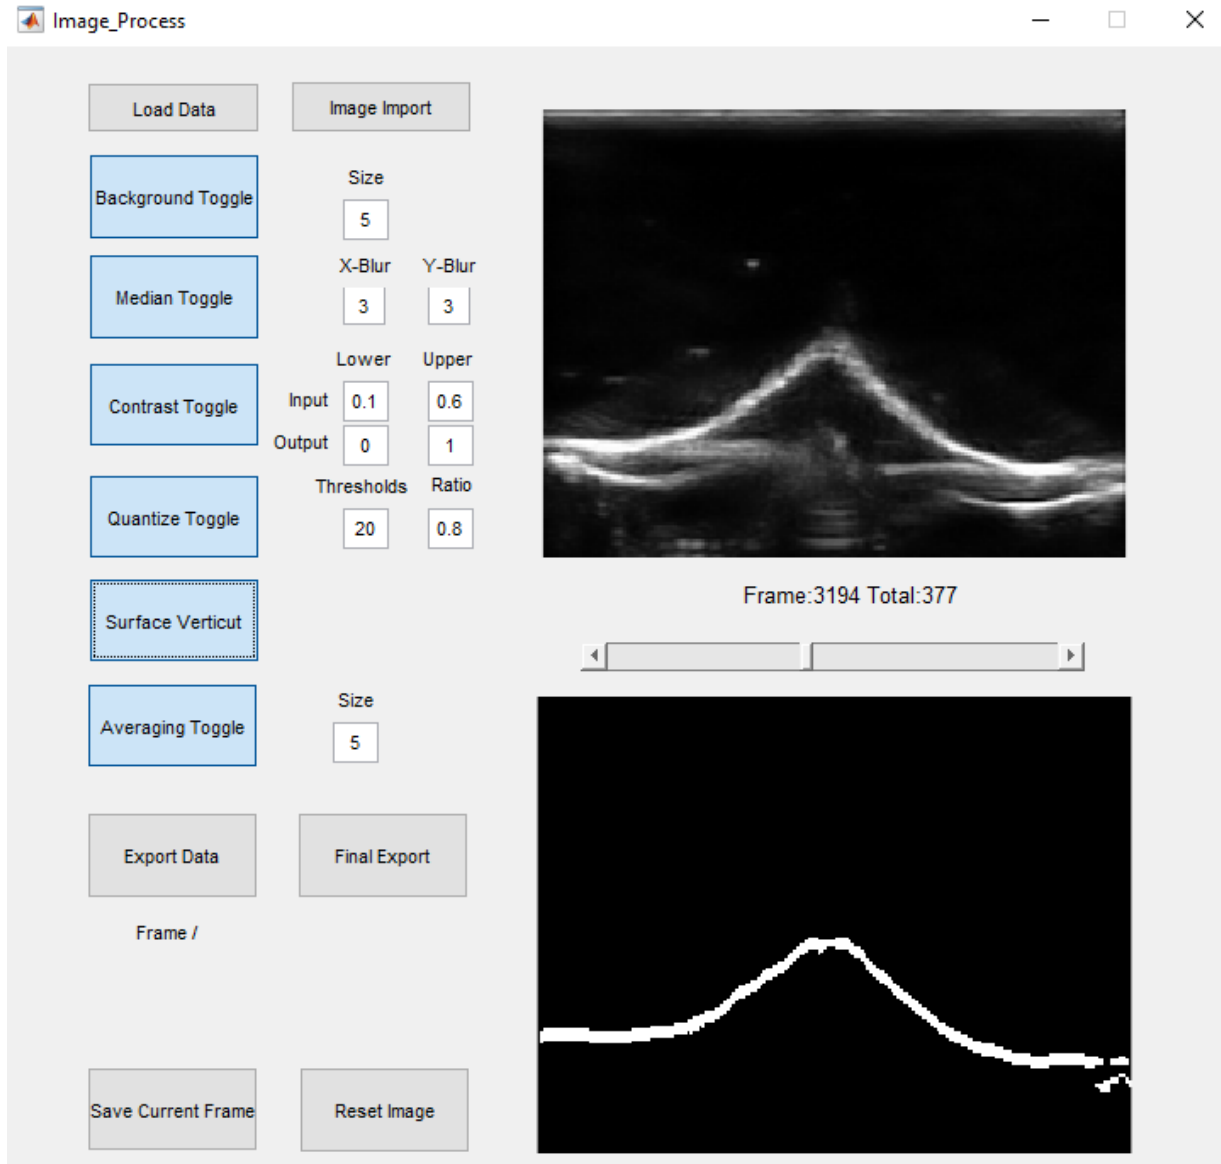 Image_Process
Load Data
Image Import
Background Toggle
Size
5
Median Toggle
X-Blur Y-Blur
3 3
Contrast Toggle
Lower Upper
Input 0.1 0.6
Output 0 1
Quantize Toggle
Thresholds Ratio
20 0.8
Surface Verticut
Averaging Toggle
Size
5
Export Data
Final Export
Frame /
Save Current Frame
Reset Image
Frame:3194 Total:377